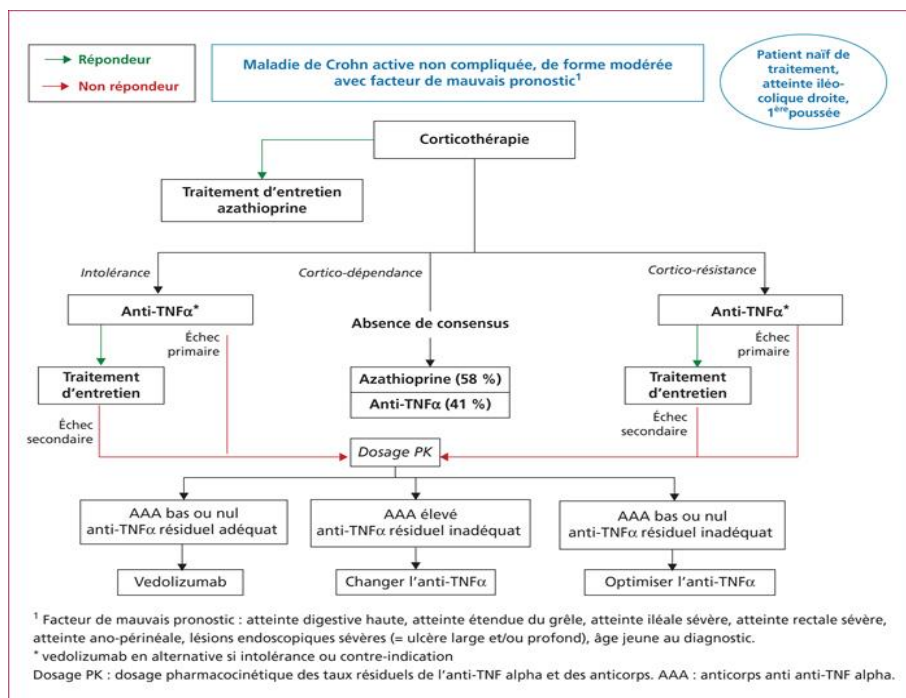 Répondeur
Non répondeur
Maladie de Crohn active non compliquée, de forme modérée
avec facteur de mauvais pronostic¹
Patient naïf de
traitement,
atteinte iléo-
colique droite,
1ère poussée
Corticothérapie
Traitement d'entretien
azathioprine
Intolérance
Cortico-dépendance
Cortico-résistance
Anti-TNFα*
Absence de consensus
Anti-TNFα*
Échec
primaire
Échec
primaire
Traitement
d'entretien
Azathioprine (58 %)
Anti-TNFα (41 %)
Traitement
d'entretien
Échec
secondaire
Échec
secondaire
Dosage PK
AAA bas ou nul
anti-TNFα résiduel adéquat
AAA élevé
anti-TNFα résiduel inadéquat
AAA bas ou nul
anti-TNFα résiduel inadéquat
Vedolizumab
Changer l'anti-TNFα
Optimiser l'anti-TNFα
¹ Facteur de mauvais pronostic : atteinte digestive haute, atteinte étendue du grêle, atteinte iléale sévère, atteinte rectale sévère,
atteinte ano-périnéale, lésions endoscopiques sévères (= ulcère large et/ou profond), âge jeune au diagnostic.
* vedolizumab en alternative si intolérance ou contre-indication
Dosage PK : dosage pharmacocinétique des taux résiduels de l'anti-TNF alpha et des anticorps. AAA : anticorps anti anti-TNF alpha.